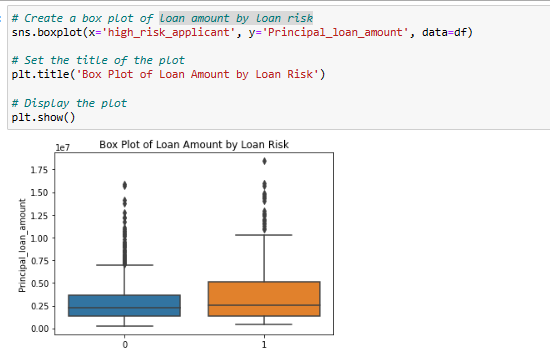 # Create a box plot of loan amount by loan risk
sns.boxplot(x='high_risk_applicant', y='Principal_loan_amount', data=df)
# Set the title of the plot
plt.title('Box Plot of Loan Amount by Loan Risk')
# Display the plot
plt.show()
Box Plot of Loan Amount by Loan Risk
1e7
1.75
1.50
1.25
1.00
0.75
0.50
0.25
0.00
Principal_loan_amount
0 1